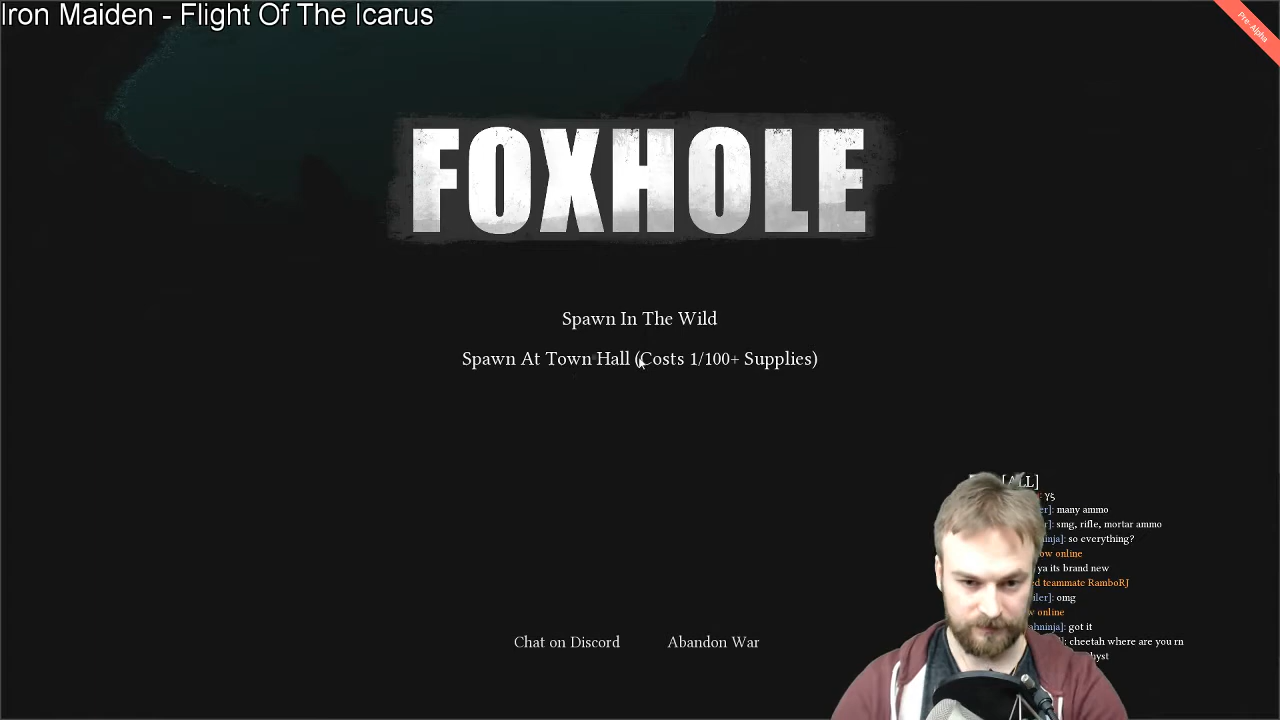 Iron Maiden - Flight Of The Icarus
Pre-Alpha
FOXHOLE
Spawn In The Wild
Spawn At Town Hall (Costs 1/100+ Supplies)
[ALL]
: many ammo
: smg, rifle, mortar ammo
: so everything?
online
ya its brand new
teammate RamboRJ
: omg
online
: got it
: cheetah where are you rn
Chat on Discord
Abandon War